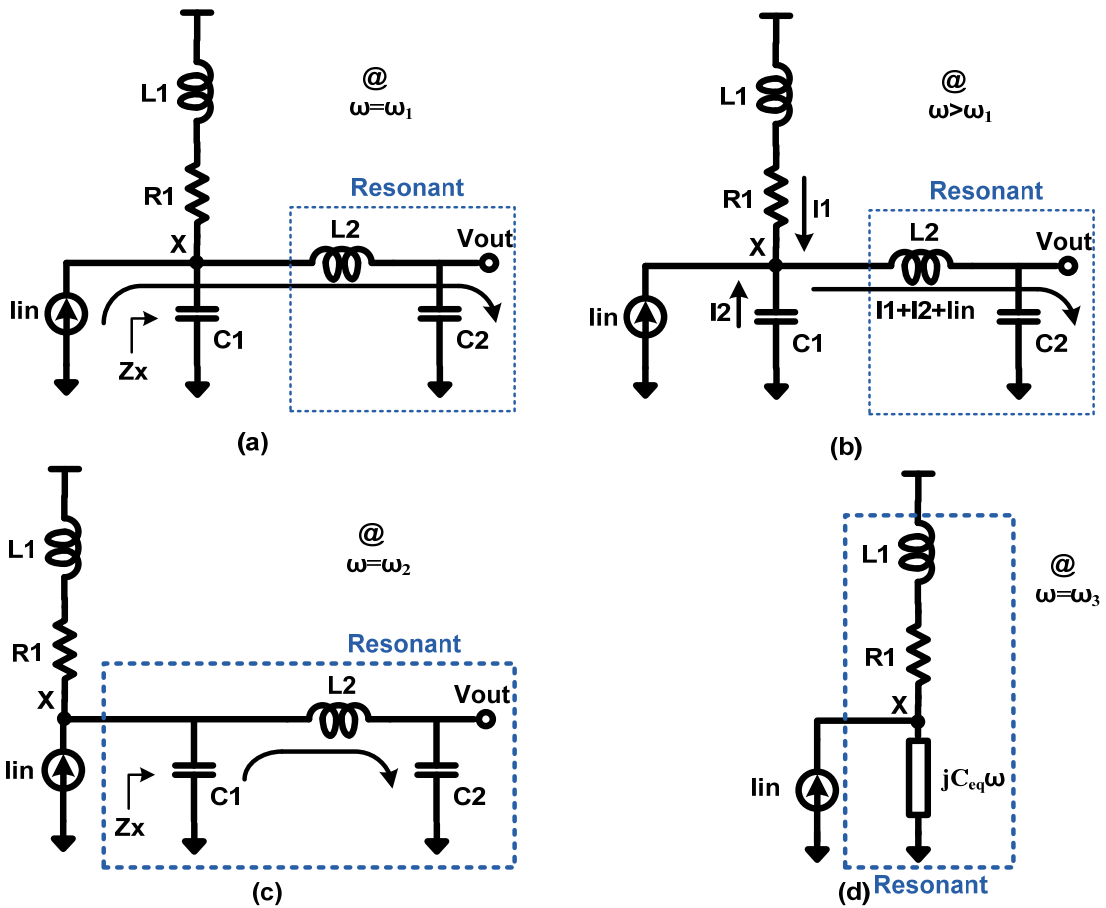 L1
@
ω=ω₁
R1
Resonant
L2
Vout
X
Iin
C1
C2
Zx
(a)
L1
@
ω>ω₁
R1
I1
Resonant
L2
Vout
X
Iin
I2
I1+I2+Iin
C1
C2
(b)
L1
@
ω=ω₂
R1
Resonant
L2
Vout
X
Iin
C1
C2
Zx
(c)
L1
@
ω=ω₃
R1
X
Iin
jC_eqω
Resonant
(d)